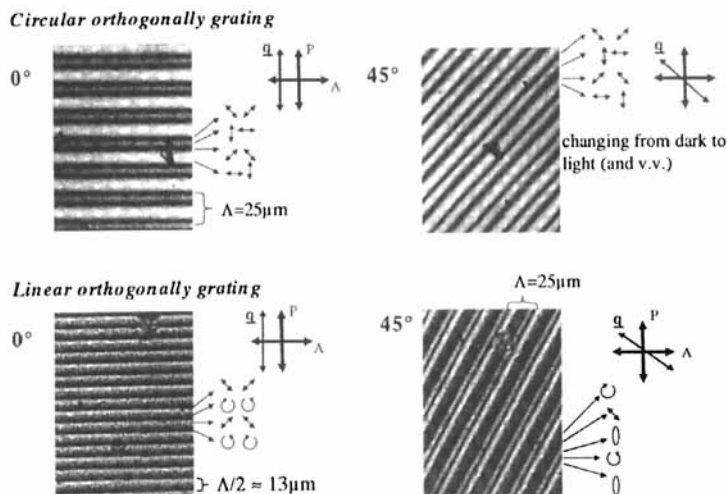 Circular orthogonally grating
0°
q
P
Λ
Λ=25µm
45°
changing from dark to
light (and v.v.)
Linear orthogonally grating
0°
q
P
Λ
Λ/2 ≈ 13µm
Λ=25µm
45°
q
P
Λ